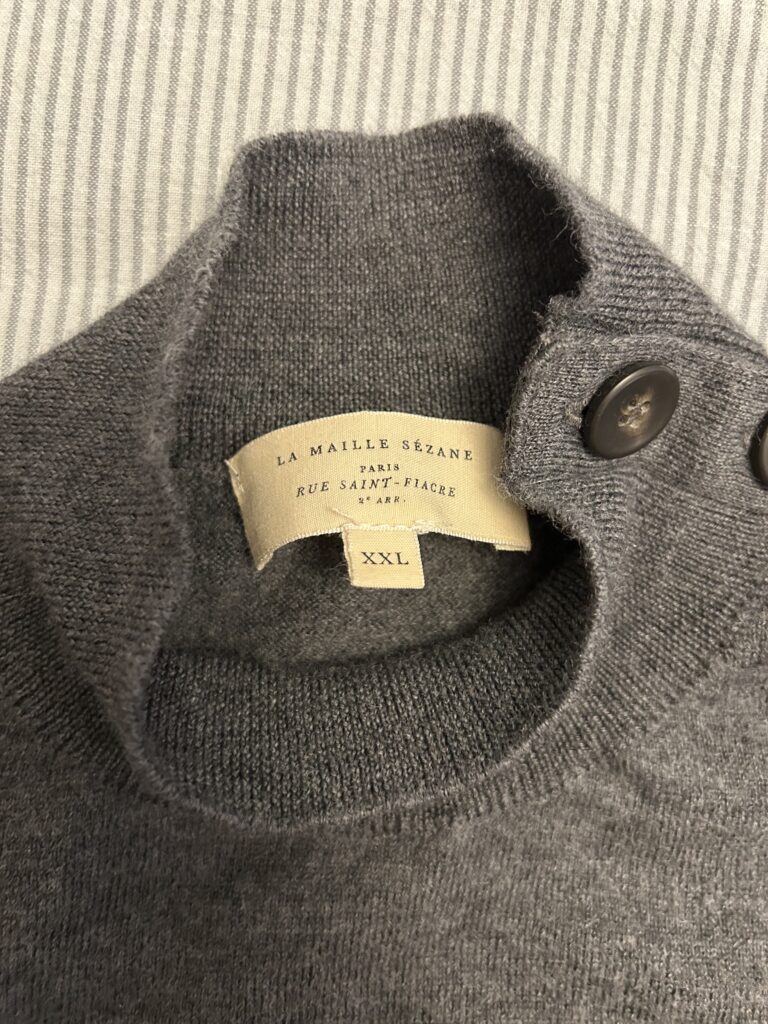 LA MAILLE SÉZANE
PARIS
RUE SAINT-FIACRE
2e ARR.
XXL